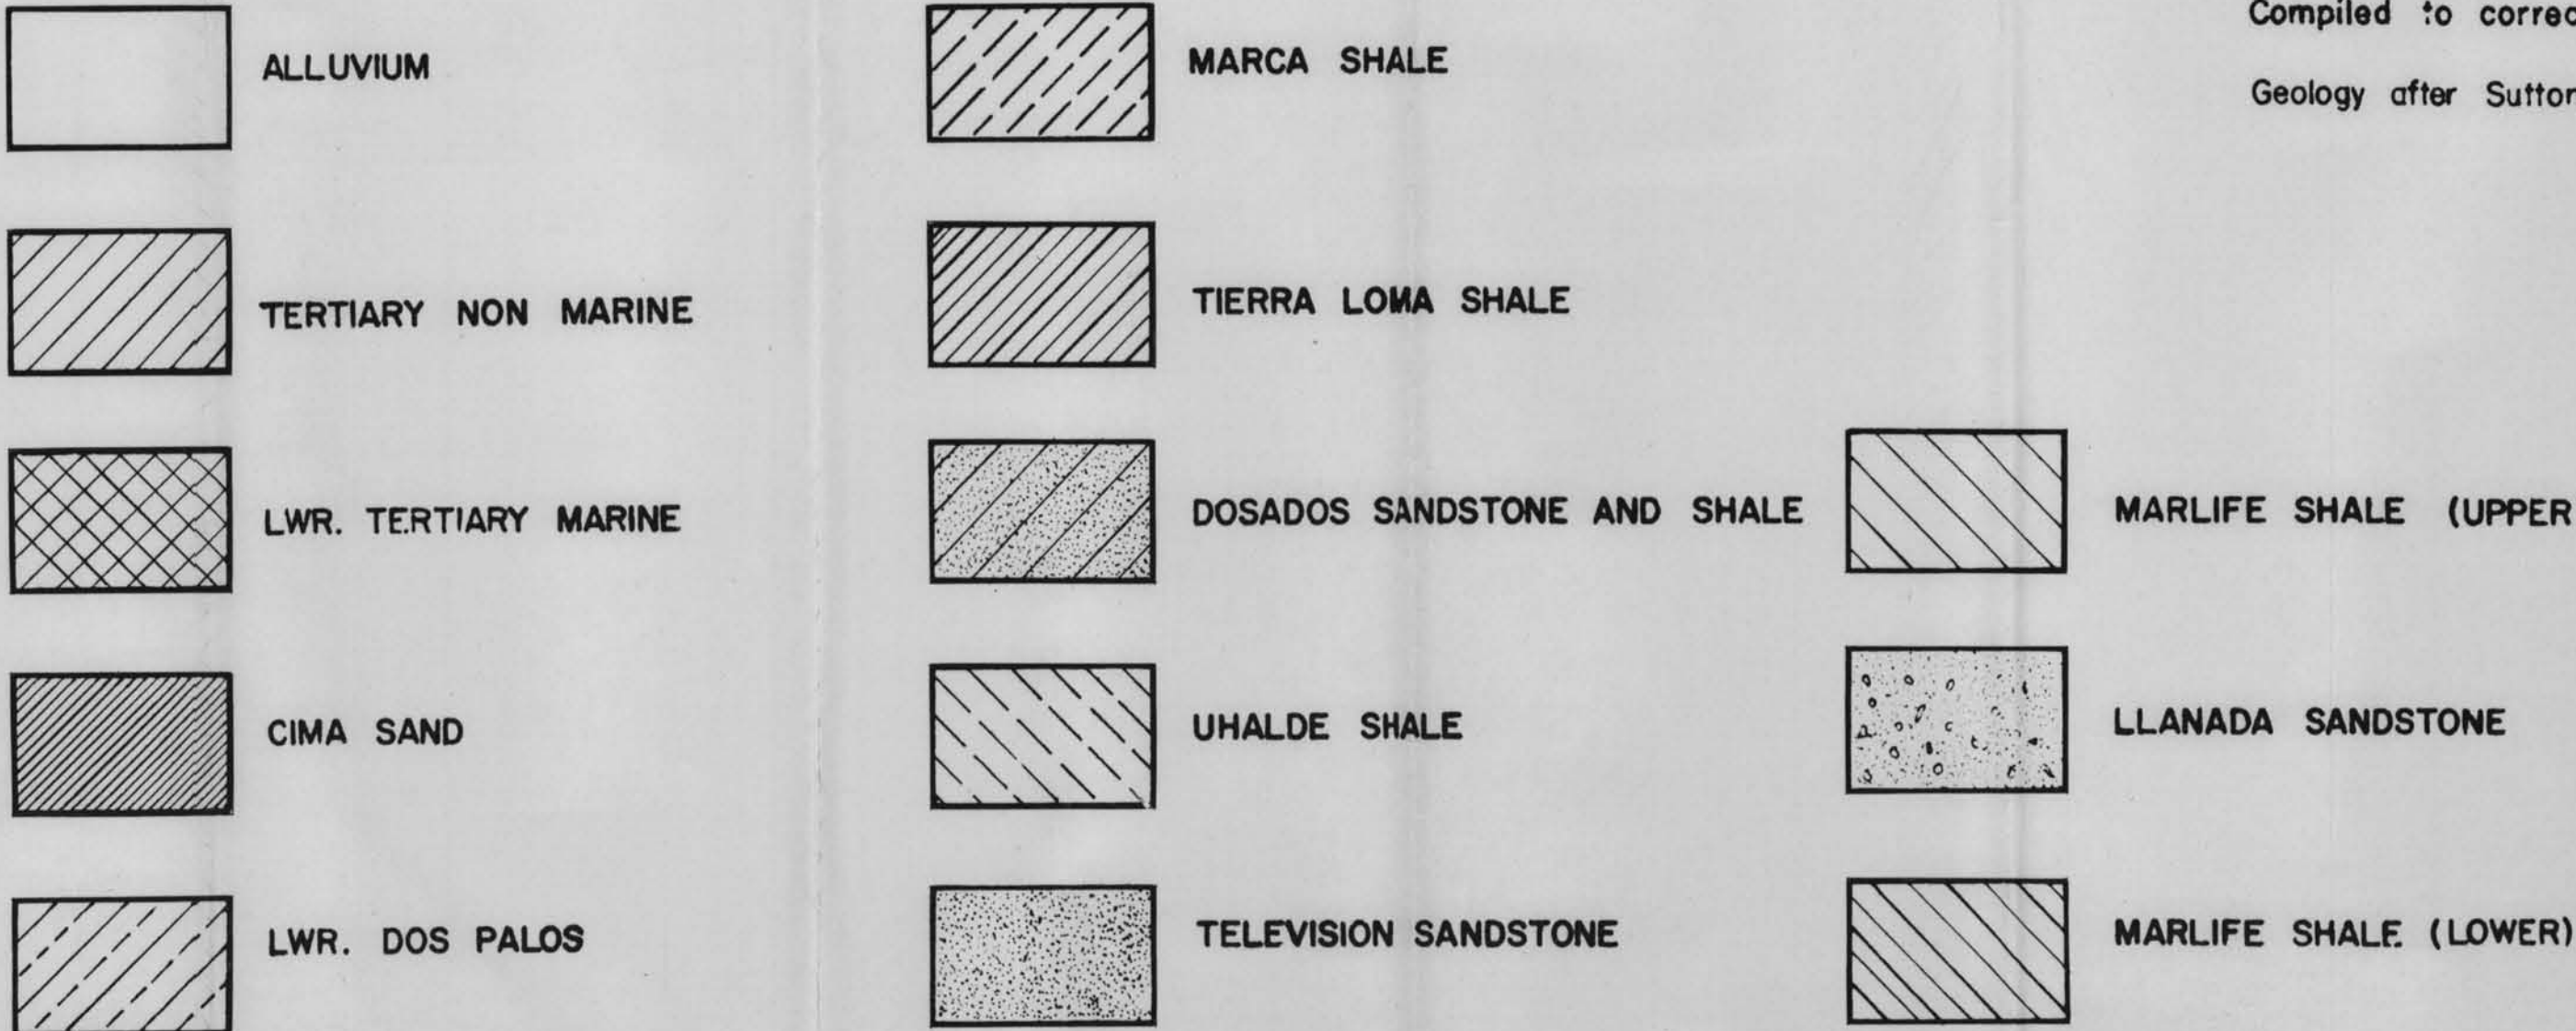 ALLUVIUM
TERTIARY NON MARINE
LWR. TERTIARY MARINE
CIMA SAND
LWR. DOS PALOS
MARCA SHALE
TIERRA LOMA SHALE
DOSADOS SANDSTONE AND SHALE
UHALDE SHALE
TELEVISION SANDSTONE
MARLIFE SHALE (UPPER
LLANADA SANDSTONE
MARLIFE SHALE (LOWER)
Compiled to correc
Geology after Sutton